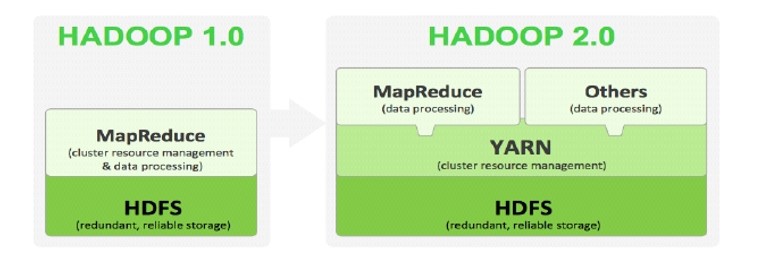 HADOOP 1.0
MapReduce
(cluster resource management
& data processing)
HDFS
(redundant, reliable storage)
HADOOP 2.0
MapReduce
(data processing)
Others
(data processing)
YARN
(cluster resource management)
HDFS
(redundant, reliable storage)